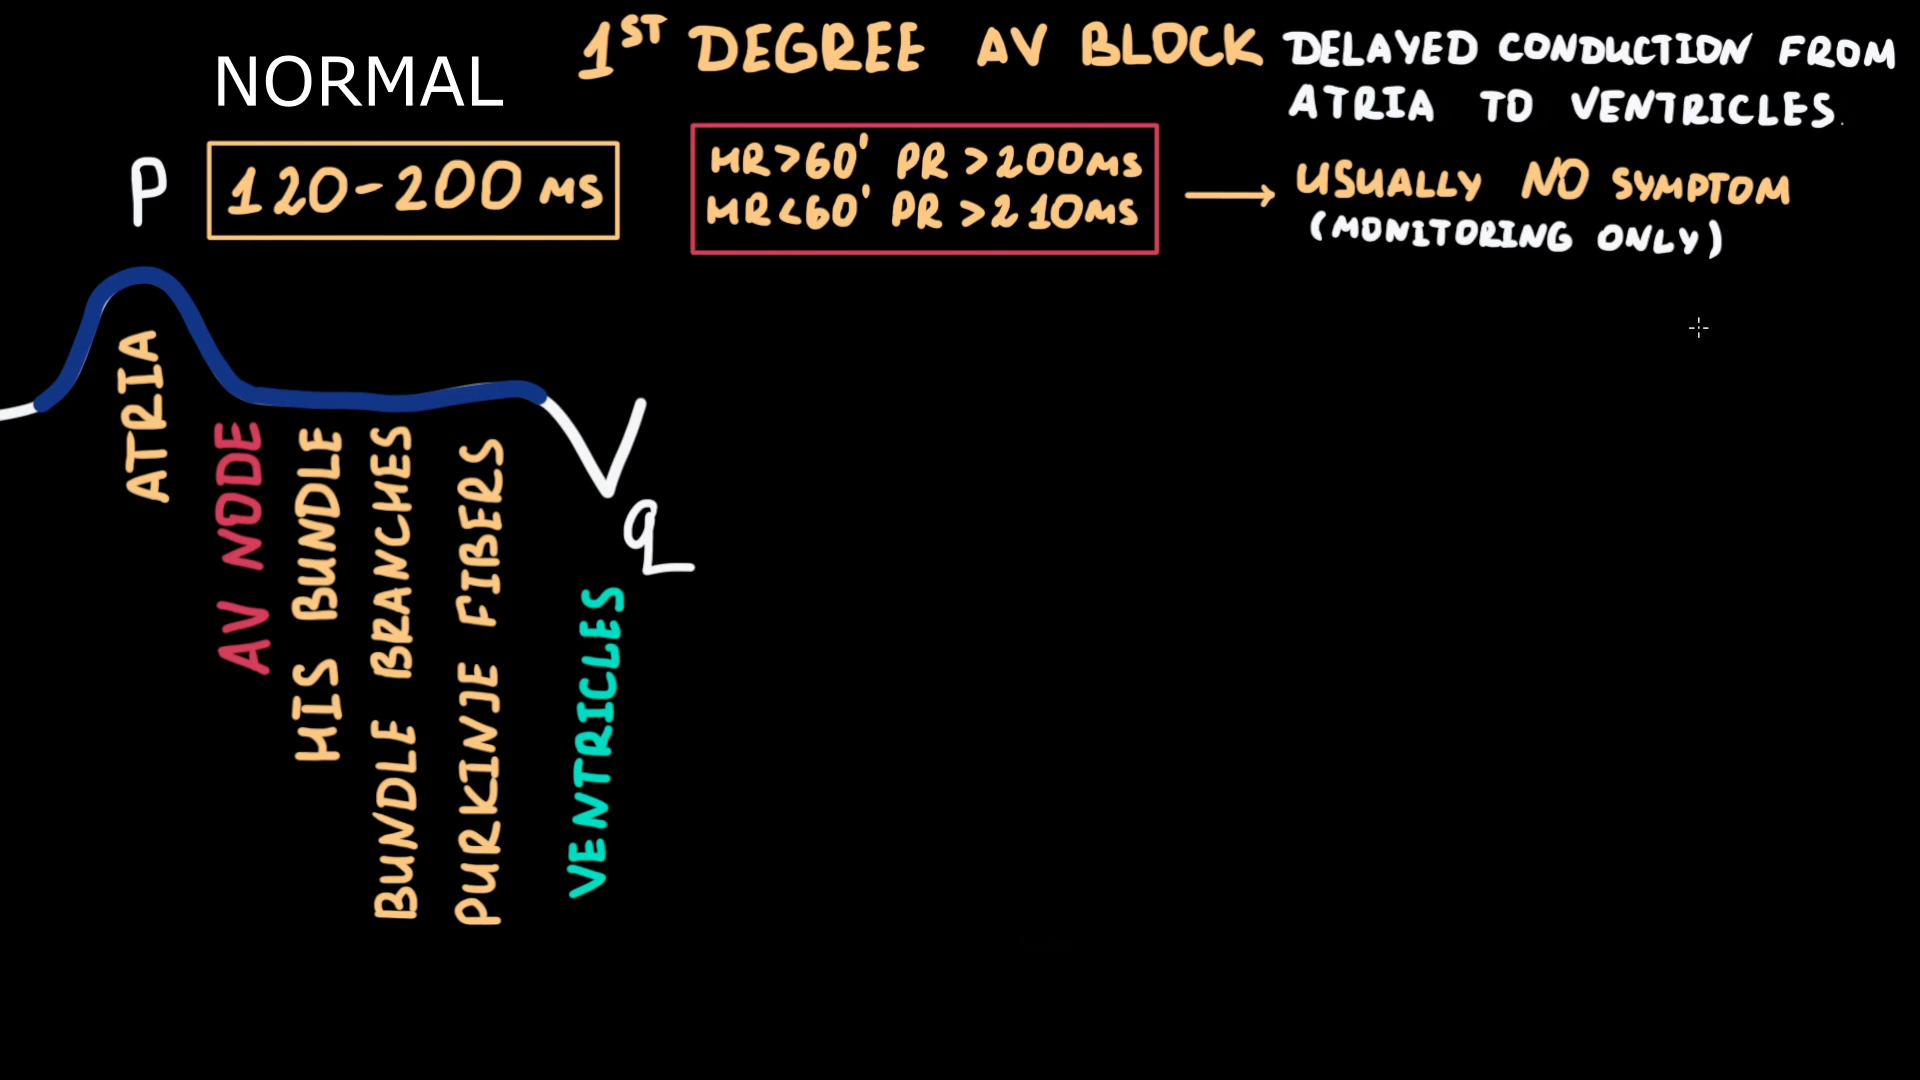 NORMAL
1ST DEGREE AV BLOCK
DELAYED CONDUCTION FROM
ATRIA TO VENTRICLES.
P
120-200 MS
HR>60' PR >200MS
HR<60' PR >210MS
USUALLY NO SYMPTOM
(MONITORING ONLY)
ATRIA
AV NODE
HIS BUNDLE
BUNDLE BRANCHES
PURKINJE FIBERS
q
VENTRICLES